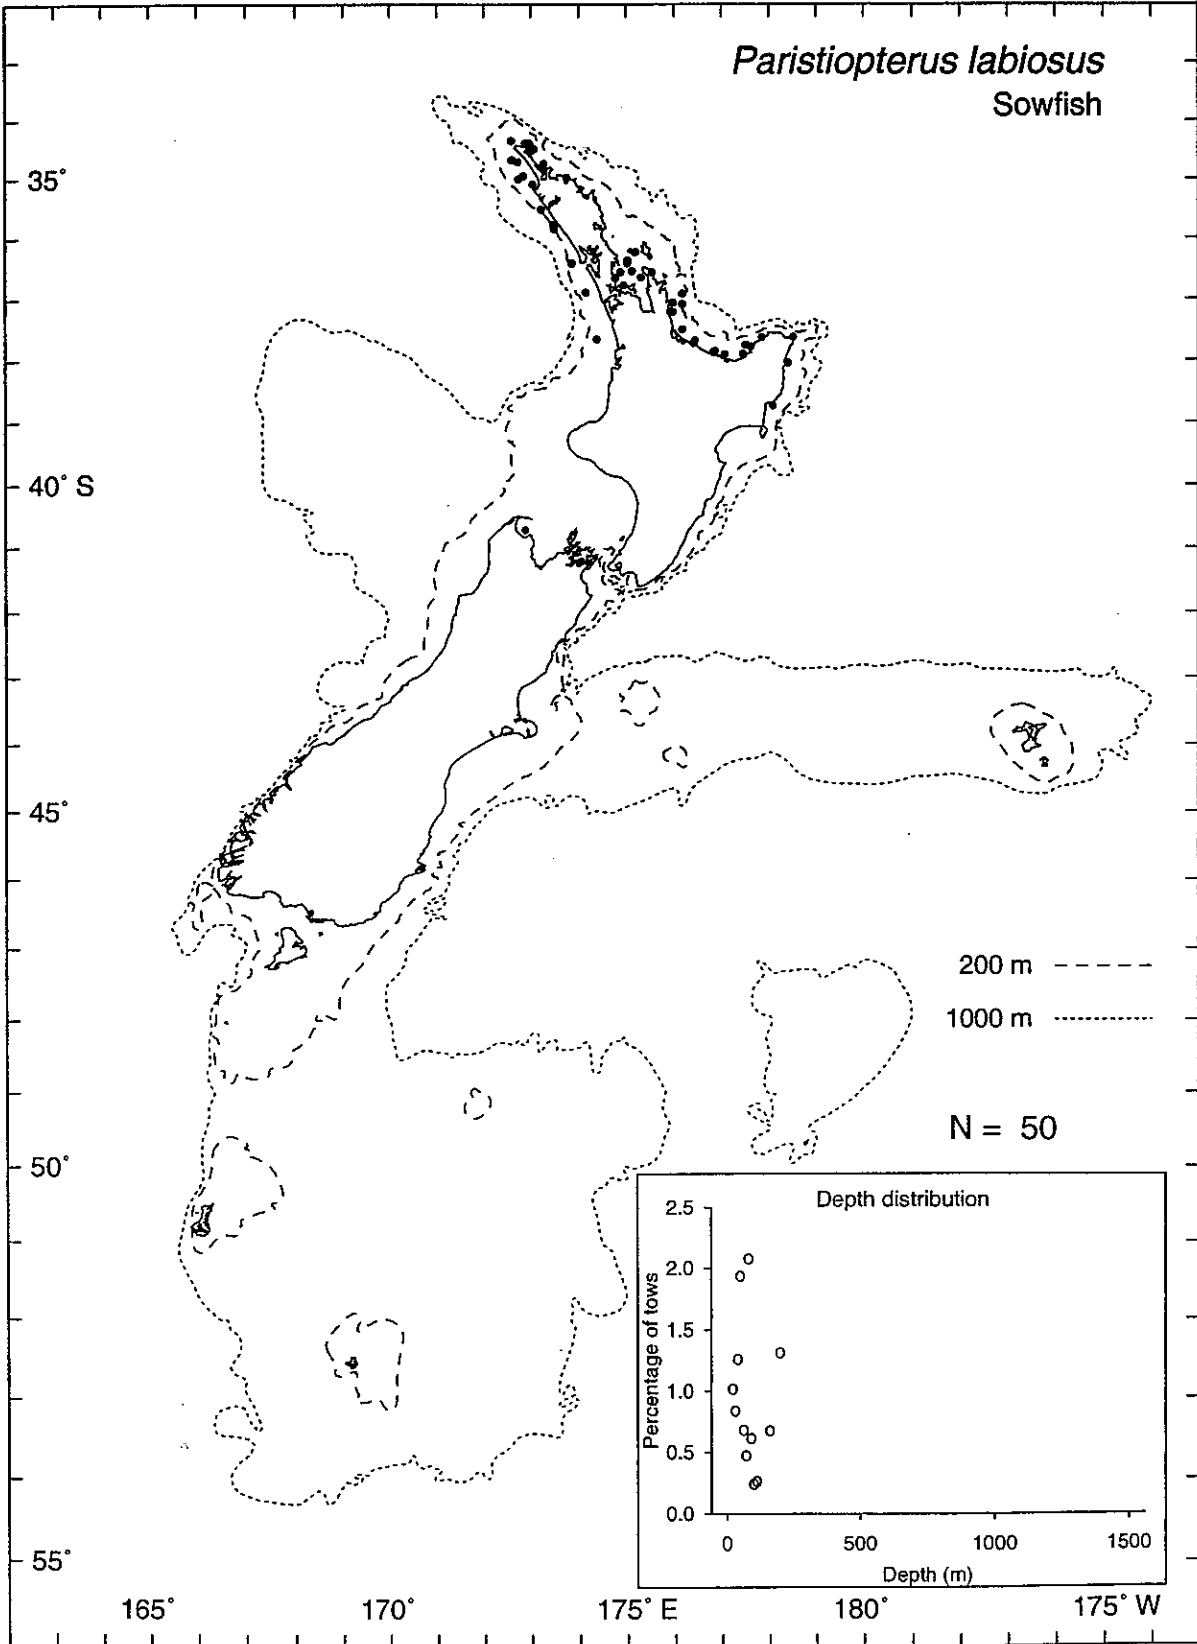 Paristiopterus labiosus
Sowfish
35°
40° S
45°
200 m
1000 m
50°
N = 50
Depth distribution
2.5
2.0
1.5
1.0
0.5
0.0
Percentage of tows
0 500 1000 1500
Depth (m)
55°
165° 170° 175° E 180° 175° W